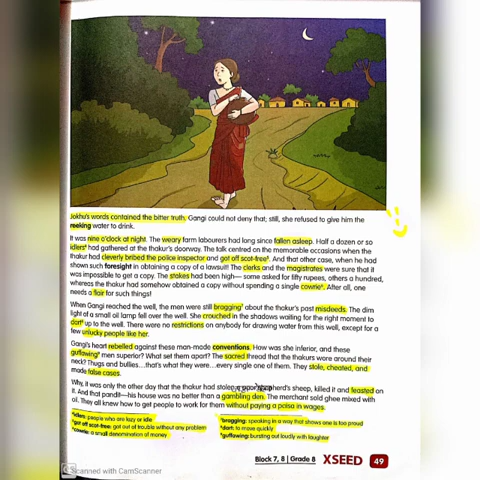 Jokhu's words contained the bitter truth. Gangi could not deny that; still, she refused to give him the
reeking water to drink.
It was nine o'clock at night. The weary farm labourers had long since fallen asleep. Half a dozen or so
idlers¹ had gathered at the thakur's doorway. The talk centred on the memorable occasions when the
thakur had cleverly bribed the police inspector and got off scot-free². And that other case, when he had
shown such foresight in obtaining a copy of a lawsuit! The clerks and the magistrates were sure that it
was impossible to get a copy. The stakes had been high— some asked for fifty rupees, others a hundred,
whereas the thakur had somehow obtained a copy without spending a single cowrie³. After all, one
needs a flair for such things!
When Gangi reached the well, the men were still bragging⁴ about the thakur's past misdeeds. The dim
light of a small oil lamp fell over the well. She crouched in the shadows waiting for the right moment to
dart⁵ up to the well. There were no restrictions on anybody for drawing water from this well, except for a
few unlucky people like her.
Gangi's heart rebelled against these man-made conventions. How was she inferior, and these
guffawing⁶ men superior? What set them apart? The sacred thread that the thakurs wore around their
neck? Thugs and bullies...that's what they were...every single one of them. They stole, cheated, and
made false cases.
Why, it was only the other day that the thakur had stolen a poor shepherd's sheep, killed it and feasted on
it. And that pandit—his house was no better than a gambling den. The merchant sold ghee mixed with
oil. They all knew how to get people to work for them without paying a paisa in wages.
¹idlers: people who are lazy or idle
²got off scot-free: got out of trouble without any problem
³cowrie: a small denomination of money
⁴bragging: speaking in a way that shows one is too proud
⁵dart: to move quickly
⁶guffawing: bursting out loudly with laughter
Block 7, 8 | Grade 8 XSEED 49
Scanned with CamScanner